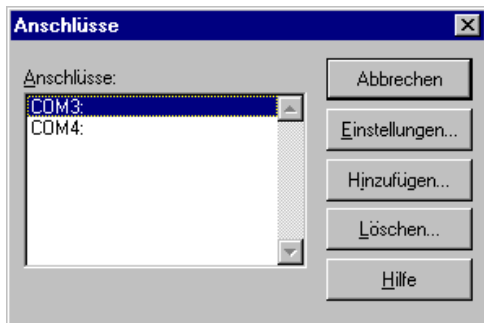 Anschlüsse
Anschlüsse:
COM3:
COM4:
Abbrechen
Einstellungen...
Hinzufügen...
Löschen...
Hilfe